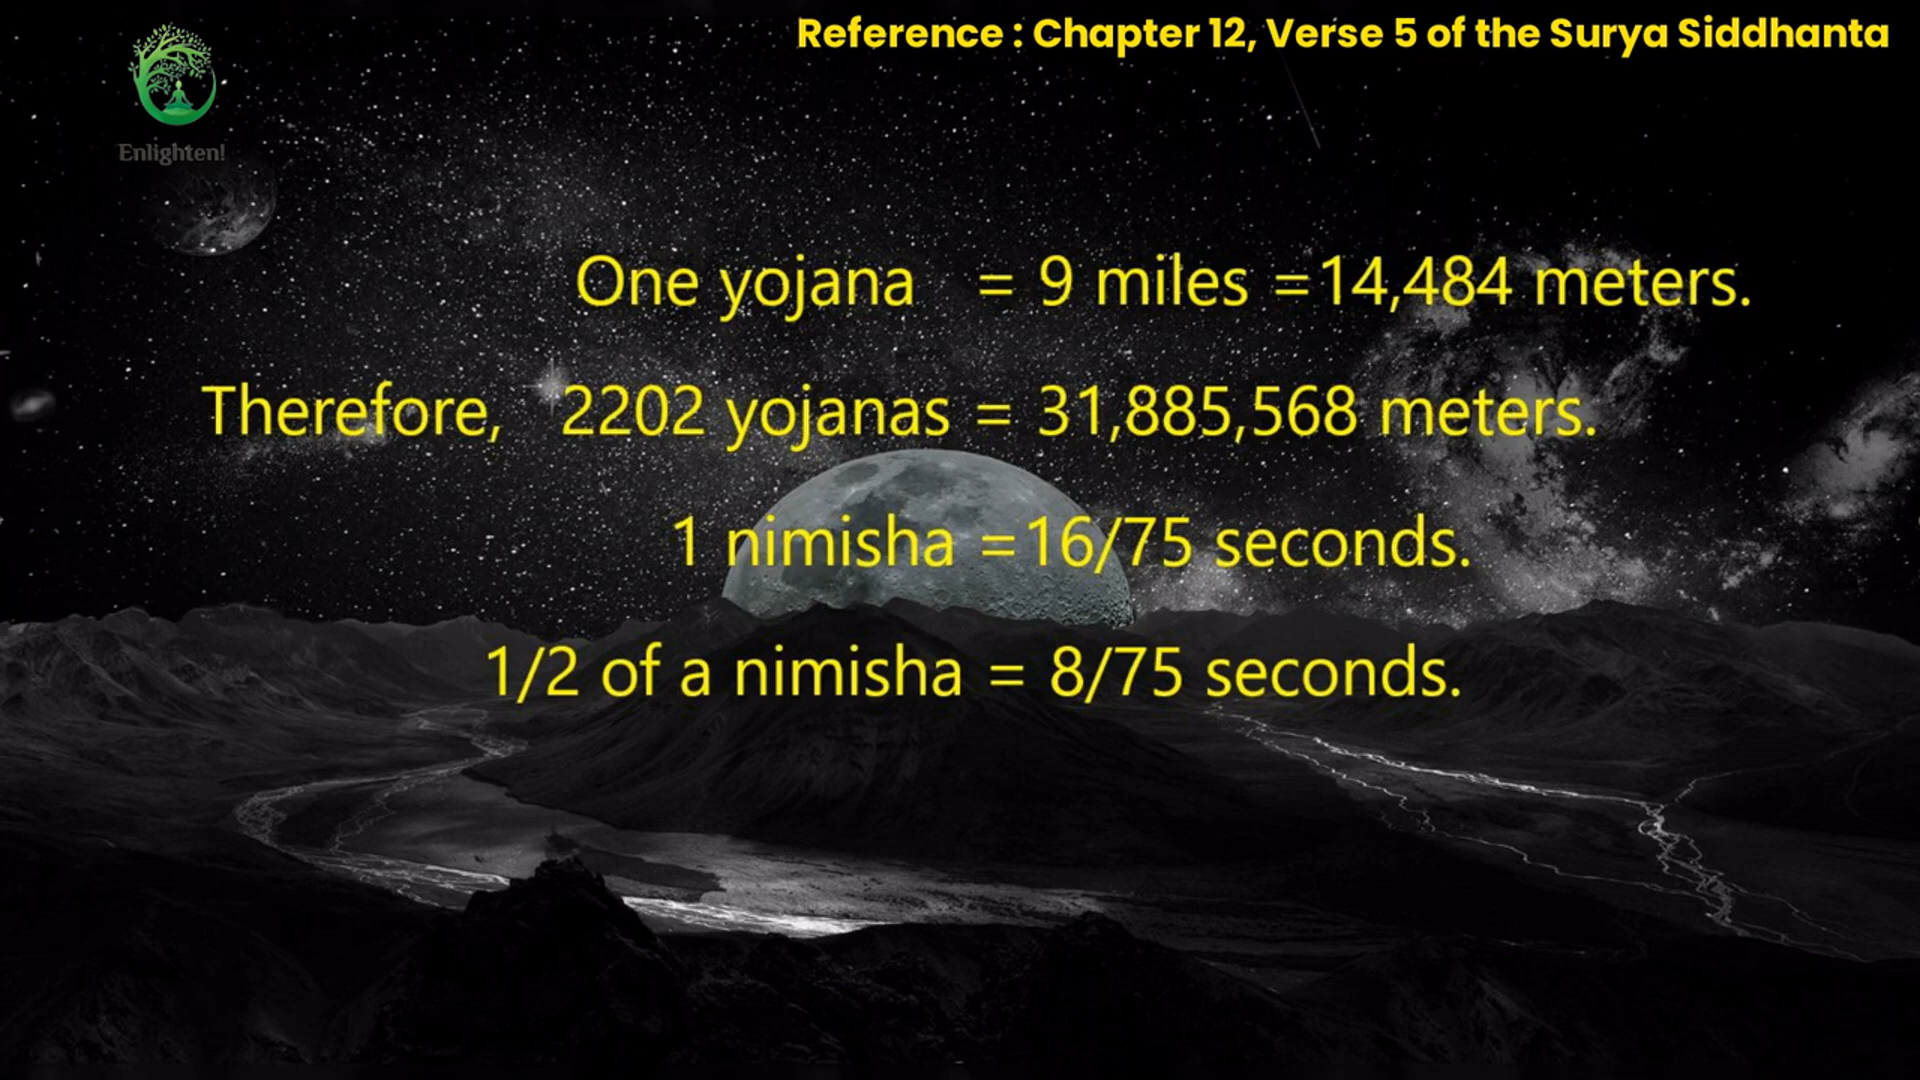 Reference : Chapter 12, Verse 5 of the Surya Siddhanta
Enlighten!
One yojana = 9 miles =14,484 meters.
Therefore, 2202 yojanas = 31,885,568 meters.
1 nimisha =16/75 seconds.
1/2 of a nimisha = 8/75 seconds.